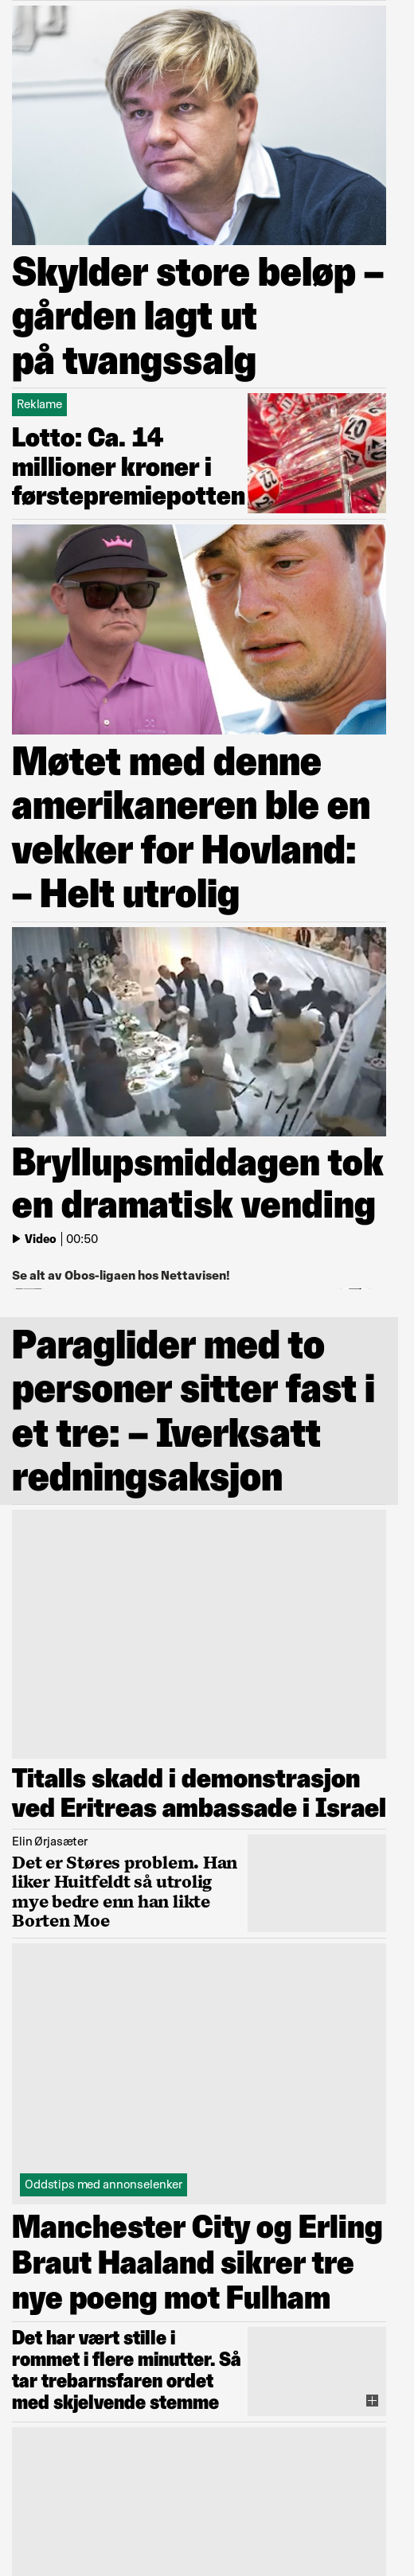 Skylder store beløp –
gården lagt ut
på tvangssalg
Reklame
Lotto: Ca. 14
millioner kroner i
førstepremiepotten
20
20
26
Møtet med denne
amerikaneren ble en
vekker for Hovland:
– Helt utrolig
Bryllupsmiddagen tok
en dramatisk vending
Video 00:50
Se alt av Obos-ligaen hos Nettavisen!
Paraglider med to
personer sitter fast i
et tre: – Iverksatt
redningsaksjon
Titalls skadd i demonstrasjon
ved Eritreas ambassade i Israel
Elin Ørjasæter
Det er Støres problem. Han
liker Huitfeldt så utrolig
mye bedre enn han likte
Borten Moe
Oddstips med annonselenker
Manchester City og Erling
Braut Haaland sikrer tre
nye poeng mot Fulham
Det har vært stille i
rommet i flere minutter. Så
tar trebarnsfaren ordet
med skjelvende stemme